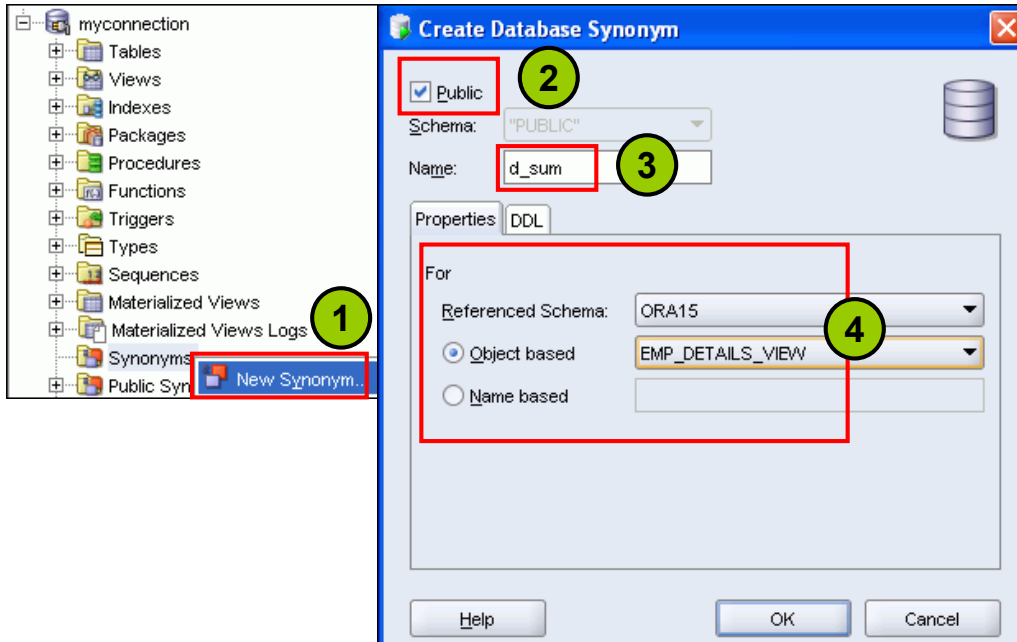 myconnection
Tables
Views
Indexes
Packages
Procedures
Functions
Triggers
Types
Sequences
Materialized Views
Materialized Views Logs
1
Synonyms
Public Syn
New Synonym...
Create Database Synonym
Public
2
Schema: "PUBLIC"
Name: d_sum
3
Properties DDL
For
Referenced Schema: ORA15
Object based EMP_DETAILS_VIEW
4
Name based
Help OK Cancel